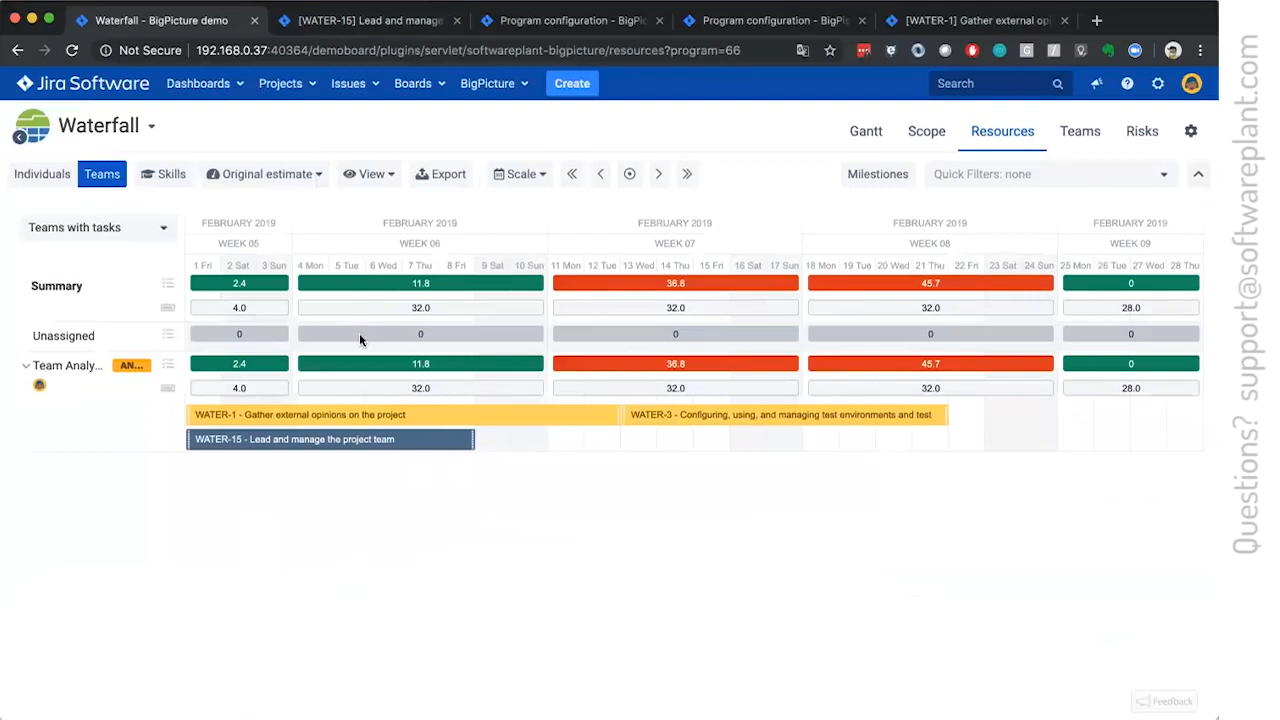 Waterfall - BigPicture demo
[WATER-15] Lead and manage
Program configuration - BigPi
Program configuration - BigPi
[WATER-1] Gather external opi
Not Secure 192.168.0.37:40364/demoboard/plugins/servlet/softwareplant-bigpicture/resources?program=66
Jira Software Dashboards Projects Issues Boards BigPicture Create Search
Waterfall
Gantt Scope Resources Teams Risks
Individuals Teams Skills Original estimate View Export Scale Milestones Quick Filters: none
Teams with tasks
FEBRUARY 2019 FEBRUARY 2019 FEBRUARY 2019 FEBRUARY 2019 FEBRUARY 2019
WEEK 05 WEEK 06 WEEK 07 WEEK 08 WEEK 09
1 Fri 2 Sat 3 Sun 4 Mon 5 Tue 6 Wed 7 Thu 8 Fri 9 Sat 10 Sun 11 Mon 12 Tue 13 Wed 14 Thu 15 Fri 16 Sat 17 Sun 18 Mon 19 Tue 20 Wed 21 Thu 22 Fri 23 Sat 24 Sun 25 Mon 26 Tue 27 Wed 28 Thu
Summary 2.4 11.8 36.8 45.7 0
4.0 32.0 32.0 32.0 28.0
Unassigned 0 0 0 0 0
Team Analy... AN... 2.4 11.8 36.8 45.7 0
4.0 32.0 32.0 32.0 28.0
WATER-1 - Gather external opinions on the project WATER-3 - Configuring, using, and managing test environments and test
WATER-15 - Lead and manage the project team
Feedback
Questions? support@softwareplant.com